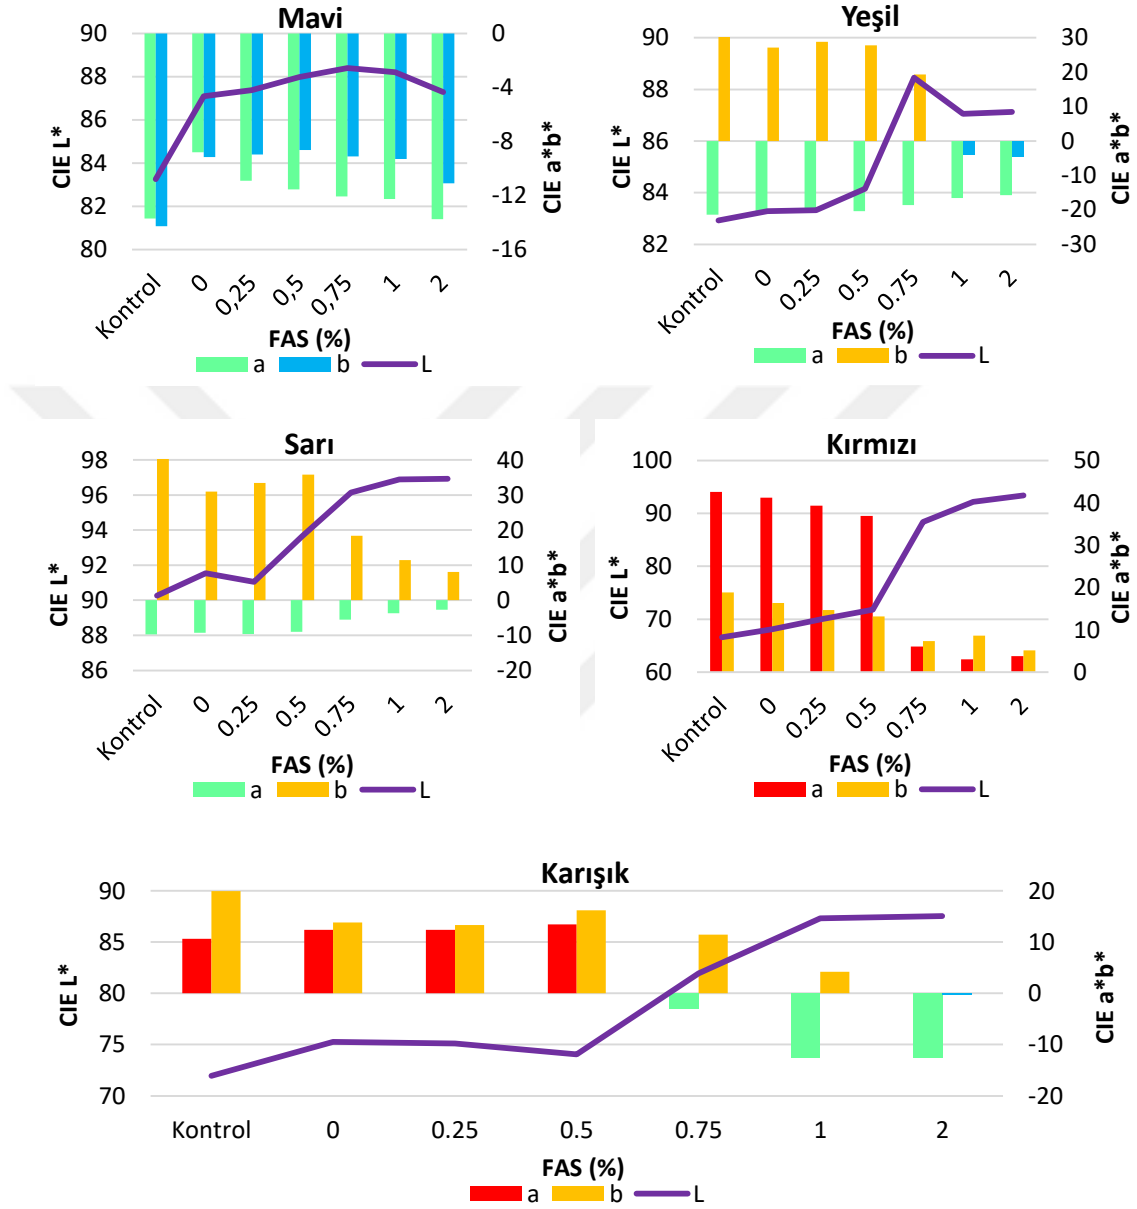 Mavi
90
88
86
84
82
80
CIE L*
0
-4
-8
-12
-16
CIE a*b*
Kontrol
0
0,25
0,5
0,75
1
2
FAS (%)
a
b
L
Yeşil
90
88
86
84
82
CIE L*
30
20
10
0
-10
-20
-30
CIE a*b*
Kontrol
0
0.25
0.5
0.75
1
2
FAS (%)
a
b
L
Sarı
98
96
94
92
90
88
86
CIE L*
40
30
20
10
0
-10
-20
CIE a*b*
Kontrol
0
0.25
0.5
0.75
1
2
FAS (%)
a
b
L
Kırmızı
100
90
80
70
60
CIE L*
50
40
30
20
10
0
CIE a*b*
Kontrol
0
0.25
0.5
0.75
1
2
FAS (%)
a
b
L
Karışık
90
85
80
75
70
CIE L*
20
10
0
-10
-20
CIE a*b*
Kontrol
0
0.25
0.5
0.75
1
2
FAS (%)
a
b
L